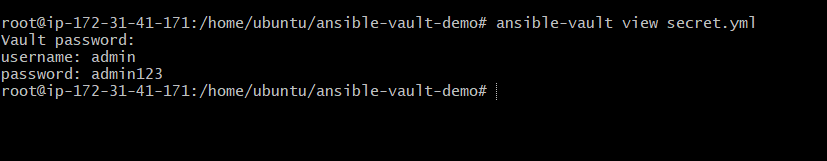 root@ip-172-31-41-171:/home/ubuntu/ansible-vault-demo# ansible-vault view secret.yml
Vault password:
username: admin
password: admin123
root@ip-172-31-41-171:/home/ubuntu/ansible-vault-demo#